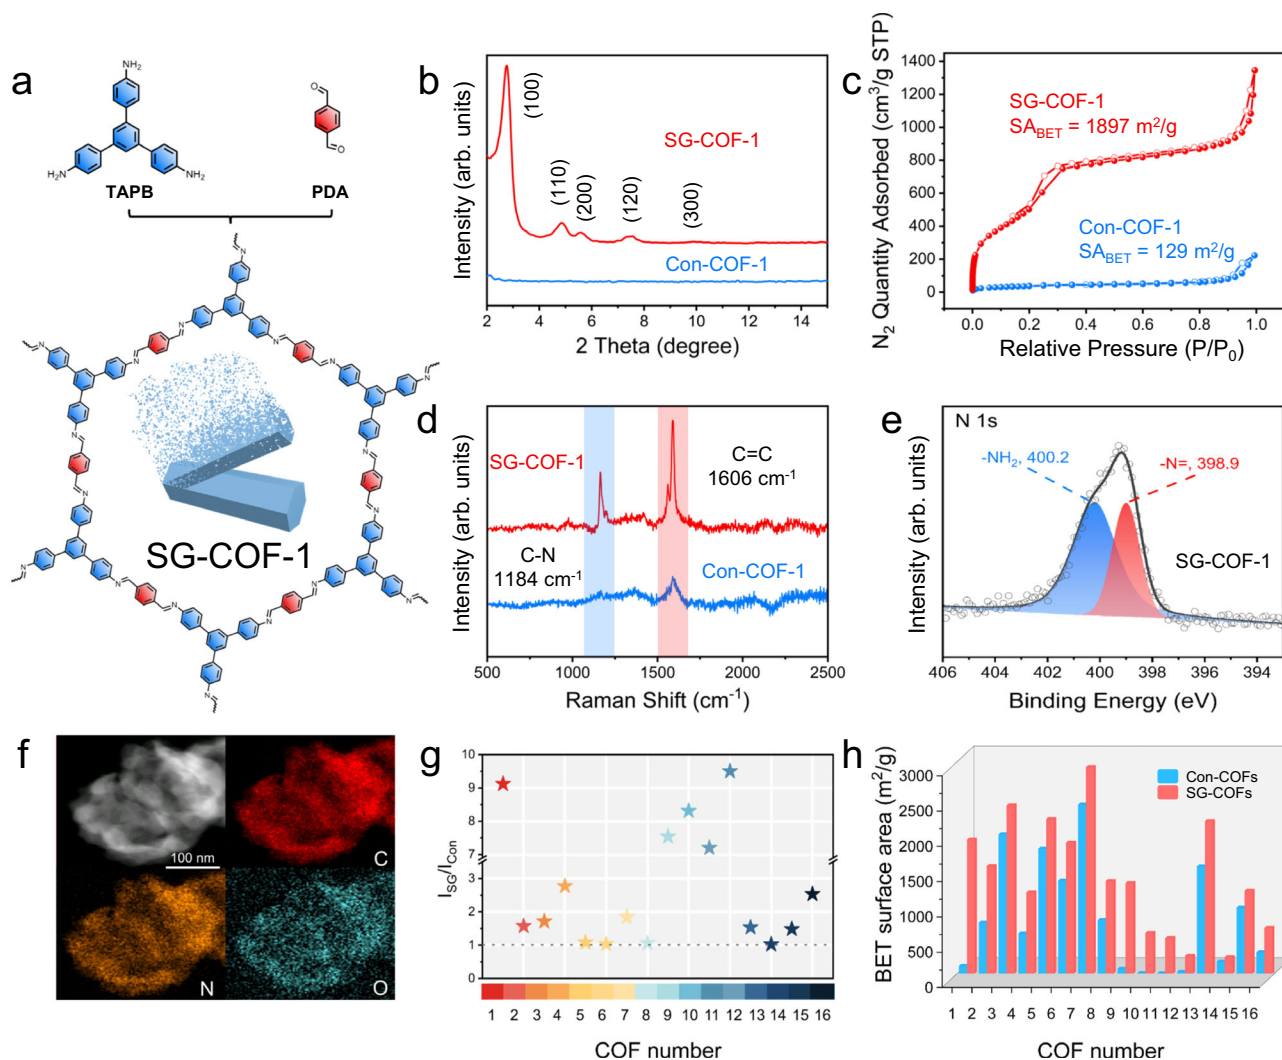 a
NH₂
H₂N
NH₂
TAPB
O
O
PDA
SG-COF-1
b
Intensity (arb. units)
(100)
(110)
(200)
(120)
(300)
SG-COF-1
Con-COF-1
2 4 6 8 10 12 14
2 Theta (degree)
c
N₂ Quantity Adsorbed (cm³/g STP)
1400
1200
1000
800
600
400
200
0
SG-COF-1
SA_BET = 1897 m²/g
Con-COF-1
SA_BET = 129 m²/g
0.0 0.2 0.4 0.6 0.8 1.0
Relative Pressure (P/P₀)
d
Intensity (arb. units)
SG-COF-1
C=C
1606 cm⁻¹
C-N
1184 cm⁻¹
Con-COF-1
500 1000 1500 2000 2500
Raman Shift (cm⁻¹)
e
Intensity (arb. units)
N 1s
-NH₂, 400.2
-N=, 398.9
SG-COF-1
406 404 402 400 398 396 394
Binding Energy (eV)
f
100 nm
C
N
O
g
I_SG/I_Con
10
9
8
7
6
5
3
2
1
0
1 2 3 4 5 6 7 8 9 10 11 12 13 14 15 16
COF number
h
BET surface area (m²/g)
3000
2500
2000
1500
1000
500
0
Con-COFs
SG-COFs
1 2 3 4 5 6 7 8 9 10 11 12 13 14 15 16
COF number